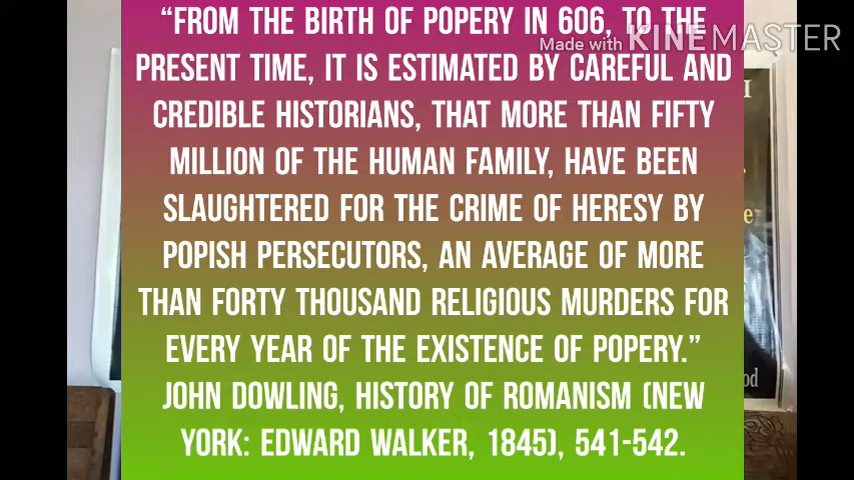 “FROM THE BIRTH OF POPERY IN 606, TO THE
Made with KINEMASTER
PRESENT TIME, IT IS ESTIMATED BY CAREFUL AND
CREDIBLE HISTORIANS, THAT MORE THAN FIFTY
MILLION OF THE HUMAN FAMILY, HAVE BEEN
SLAUGHTERED FOR THE CRIME OF HERESY BY
POPISH PERSECUTORS, AN AVERAGE OF MORE
THAN FORTY THOUSAND RELIGIOUS MURDERS FOR
EVERY YEAR OF THE EXISTENCE OF POPERY.”
JOHN DOWLING, HISTORY OF ROMANISM (NEW
YORK: EDWARD WALKER, 1845), 541-542.